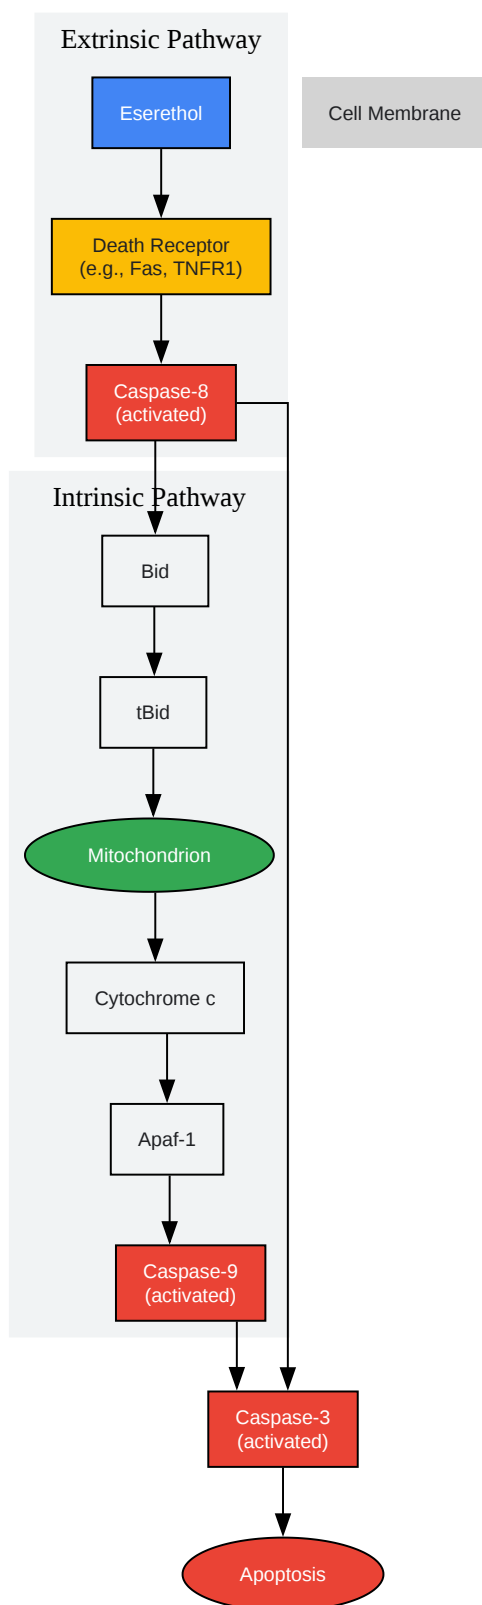 Extrinsic Pathway
Eserethol
Cell Membrane
Death Receptor
(e.g., Fas, TNFR1)
Caspase-8
(activated)
Intrinsic Pathway
Bid
tBid
Mitochondrion
Cytochrome c
Apaf-1
Caspase-9
(activated)
Caspase-3
(activated)
Apoptosis